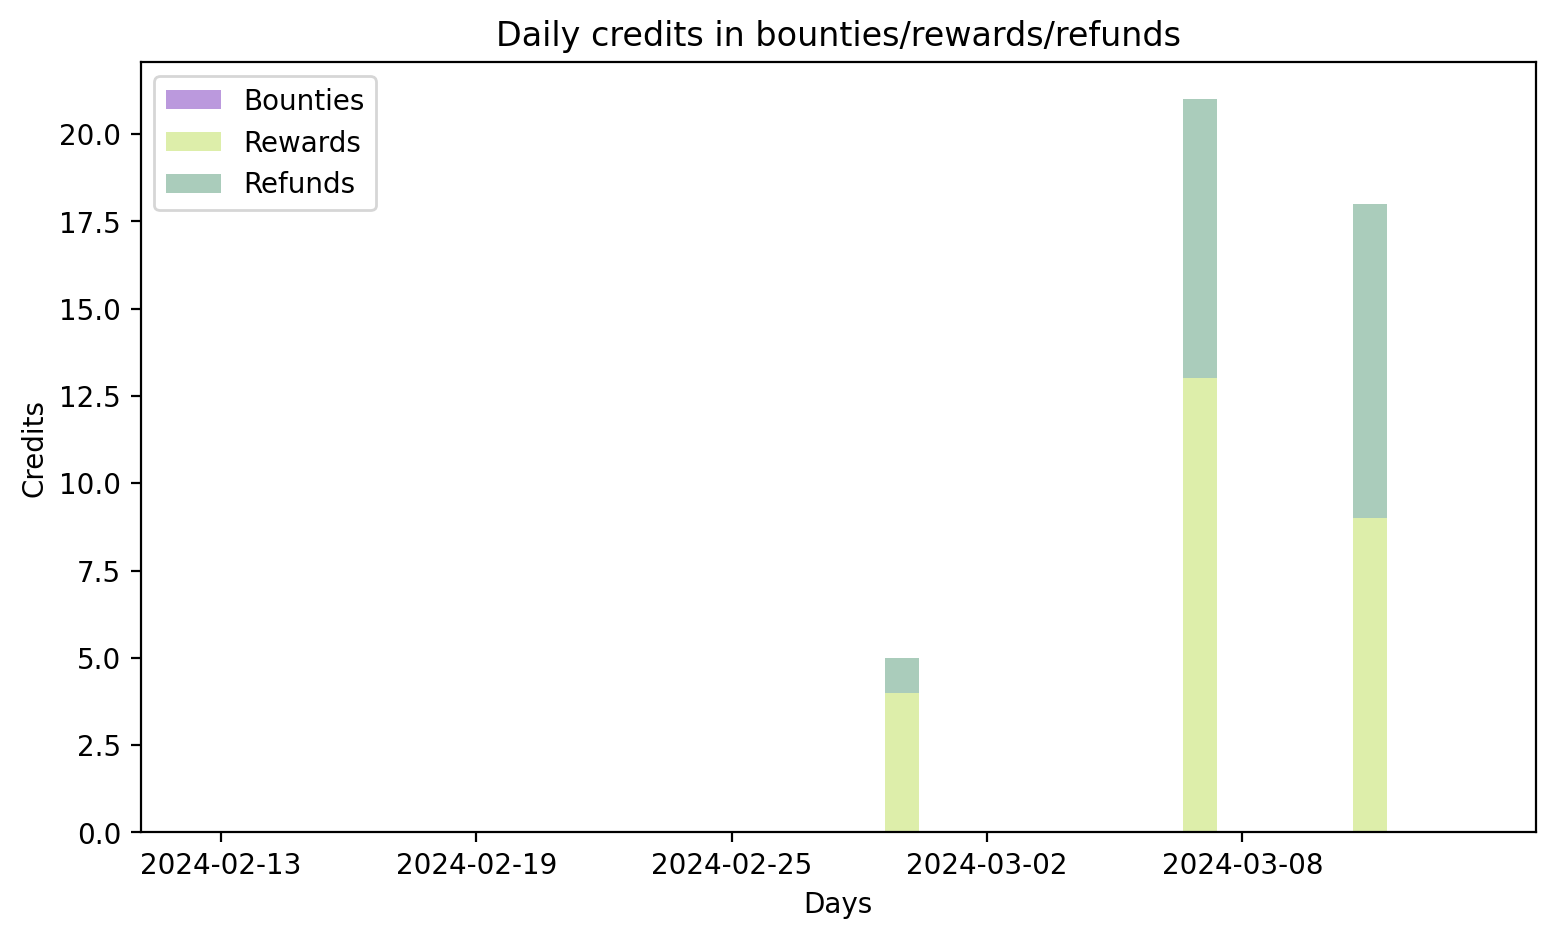 Daily credits in bounties/rewards/refunds
Bounties
Rewards
Refunds
20.0
17.5
15.0
12.5
10.0
7.5
5.0
2.5
0.0
Credits
2024-02-13 2024-02-19 2024-02-25 2024-03-02 2024-03-08
Days